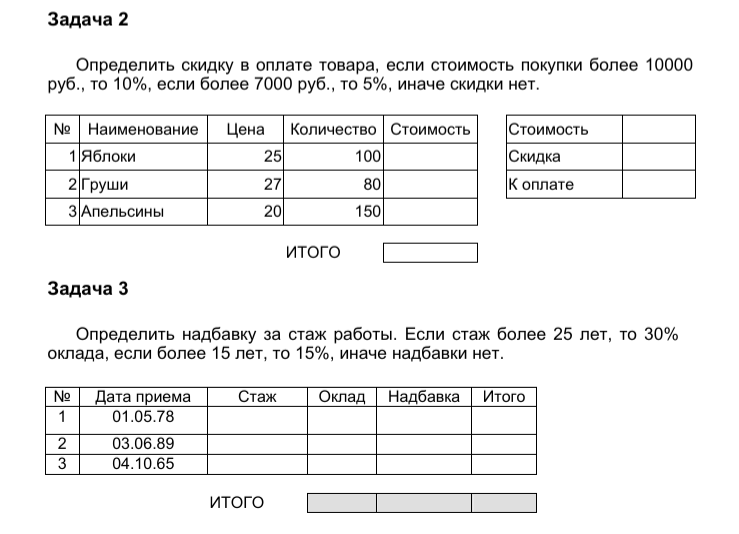 Задача 2
Определить скидку в оплате товара, если стоимость покупки более 10000
руб., то 10%, если более 7000 руб., то 5%, иначе скидки нет.
№ Наименование Цена Количество Стоимость
1 Яблоки 25 100
2 Груши 27 80
3 Апельсины 20 150
ИТОГО
Стоимость
Скидка
К оплате
Задача 3
Определить надбавку за стаж работы. Если стаж более 25 лет, то 30%
оклада, если более 15 лет, то 15%, иначе надбавки нет.
№ Дата приема Стаж Оклад Надбавка Итого
1 01.05.78
2 03.06.89
3 04.10.65
ИТОГО